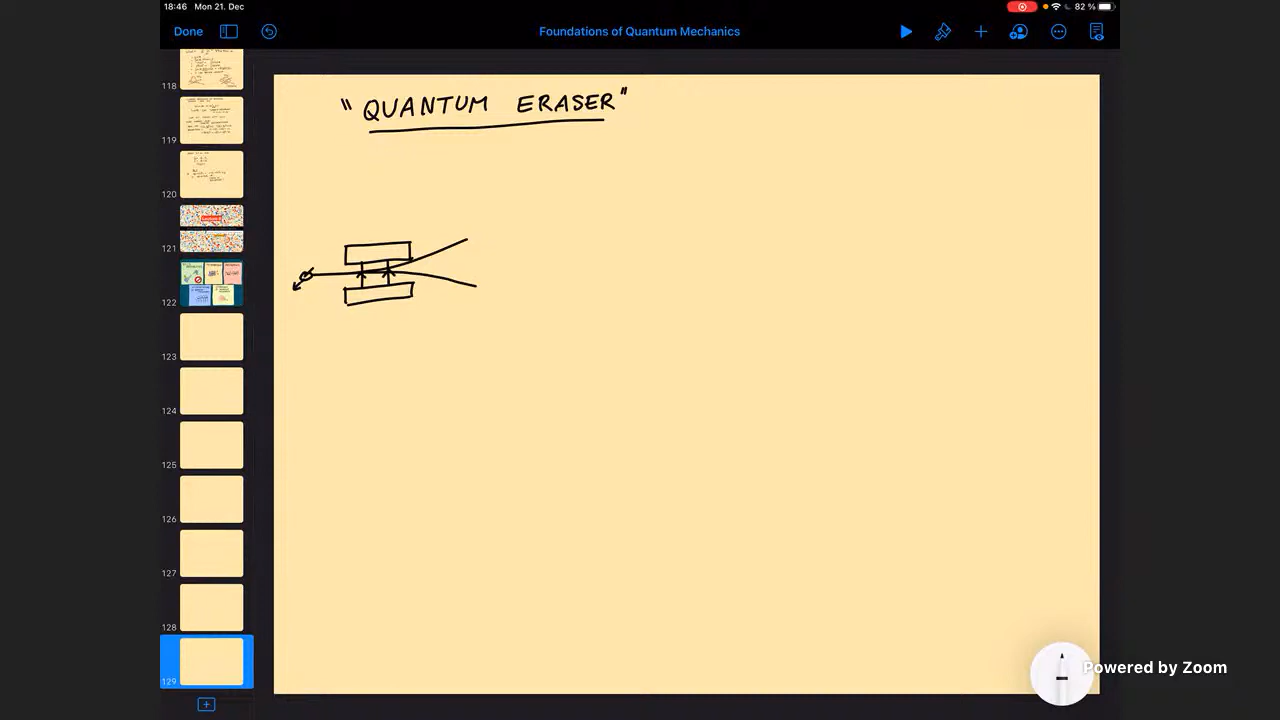 18:46 Mon 21. Dec
82 %
Done
Foundations of Quantum Mechanics
"QUANTUM ERASER"
118
119
120
121
122
123
124
125
126
127
128
129
Powered by Zoom